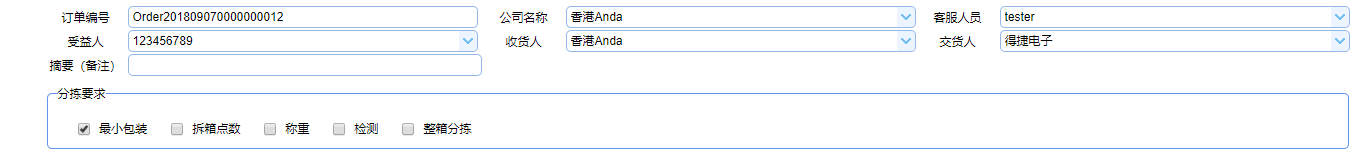 订单编号 Order201809070000000012 公司名称 香港Anda 客服人员 tester
受益人 123456789 收货人 香港Anda 交货人 得捷电子
摘要（备注）
分拣要求
最小包装 拆箱点数 称重 检测 整箱分拣